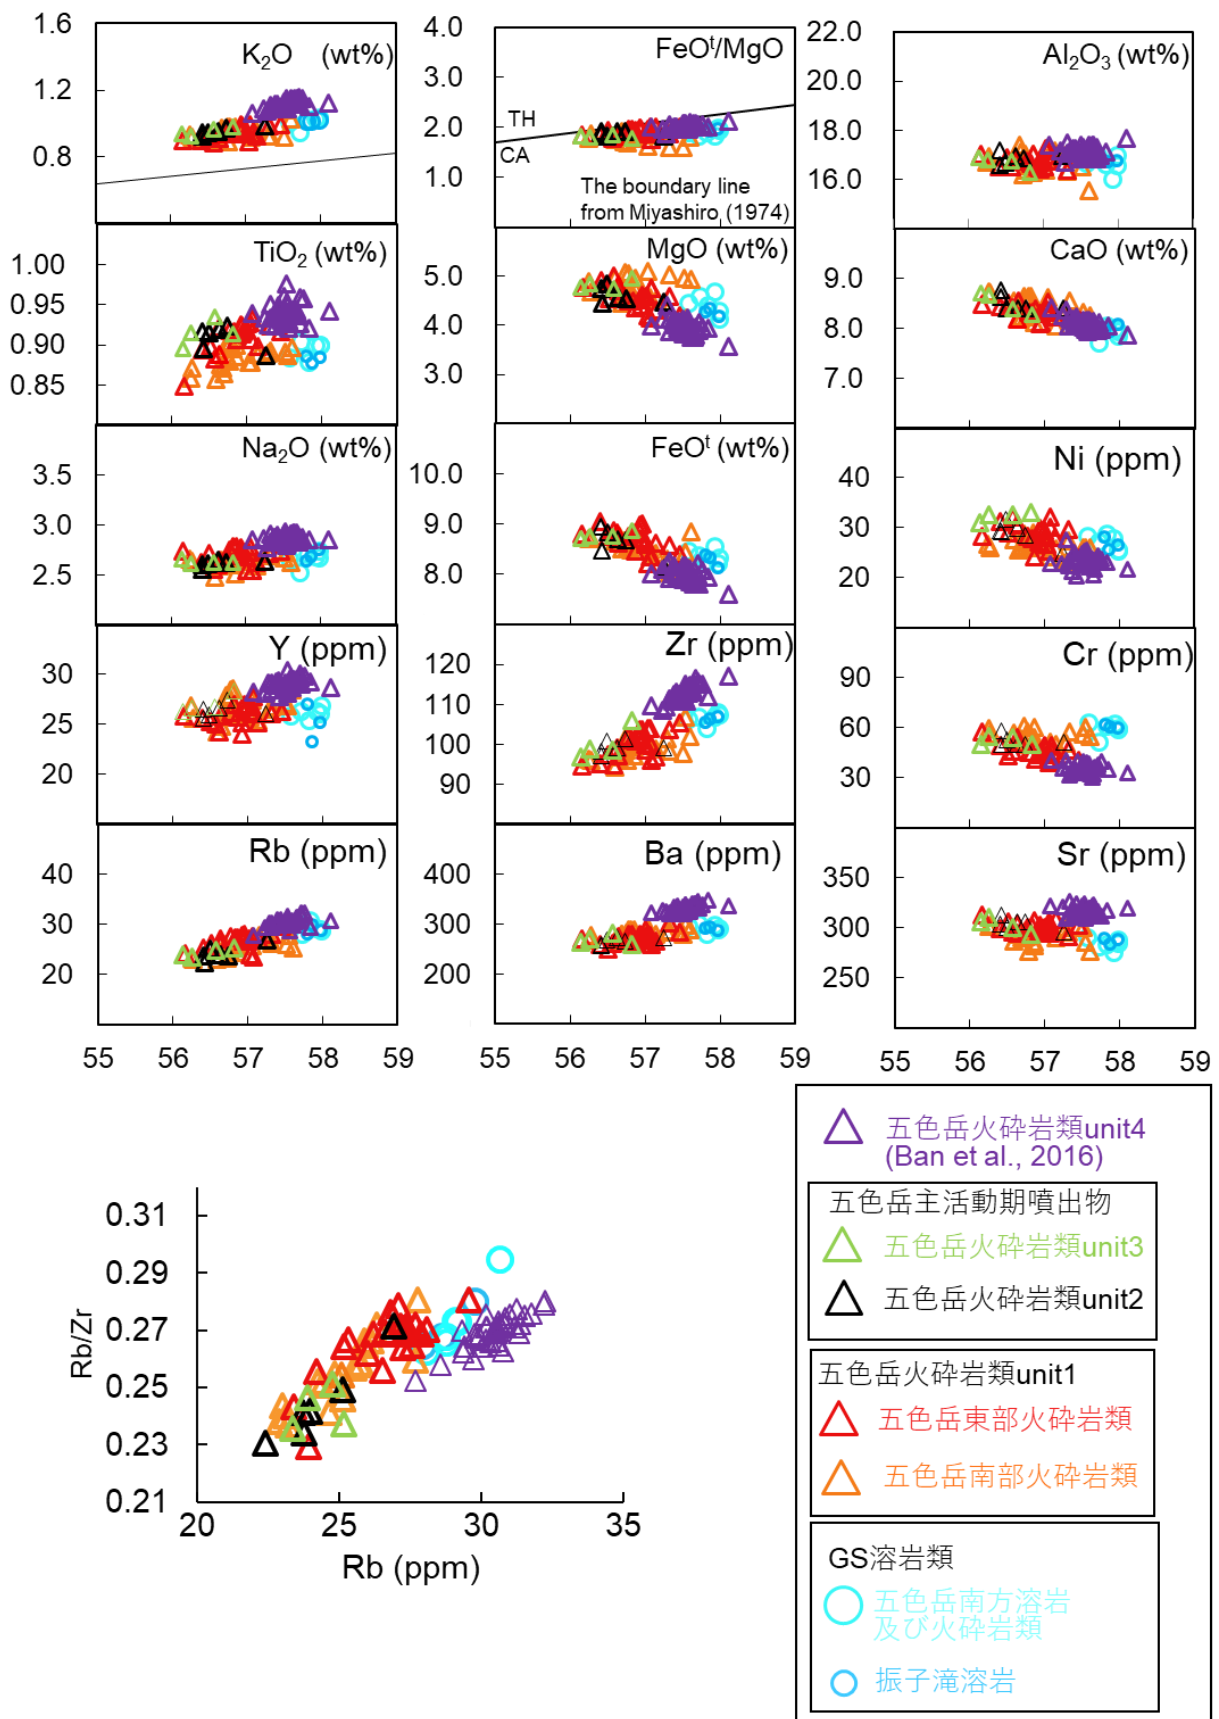 K₂O (wt%)
1.6
1.2
0.8
FeOᵗ/MgO
4.0
3.0
2.0
1.0
TH
CA
The boundary line
from Miyashiro (1974)
Al₂O₃ (wt%)
22.0
20.0
18.0
16.0
TiO₂ (wt%)
1.00
0.95
0.90
0.85
MgO (wt%)
5.0
4.0
3.0
CaO (wt%)
9.0
8.0
7.0
Na₂O (wt%)
3.5
3.0
2.5
FeOᵗ (wt%)
10.0
9.0
8.0
Ni (ppm)
40
30
20
Y (ppm)
30
25
20
Zr (ppm)
120
110
100
90
Cr (ppm)
90
60
30
Rb (ppm)
40
30
20
Ba (ppm)
400
300
200
Sr (ppm)
350
300
250
55 56 57 58 59
55 56 57 58 59
55 56 57 58 59
Rb/Zr
0.31
0.29
0.27
0.25
0.23
0.21
20 25 30 35
Rb (ppm)
五色岳火砕岩類unit4
(Ban et al., 2016)
五色岳主活動期噴出物
五色岳火砕岩類unit3
五色岳火砕岩類unit2
五色岳火砕岩類unit1
五色岳東部火砕岩類
五色岳南部火砕岩類
GS溶岩類
五色岳南方溶岩
及び火砕岩類
振子滝溶岩